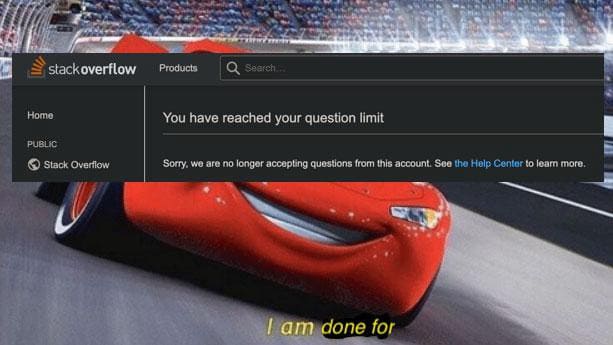 stackoverflow Products Search...
Home
You have reached your question limit
PUBLIC
Stack Overflow
Sorry, we are no longer accepting questions from this account. See the Help Center to learn more.
I am done for